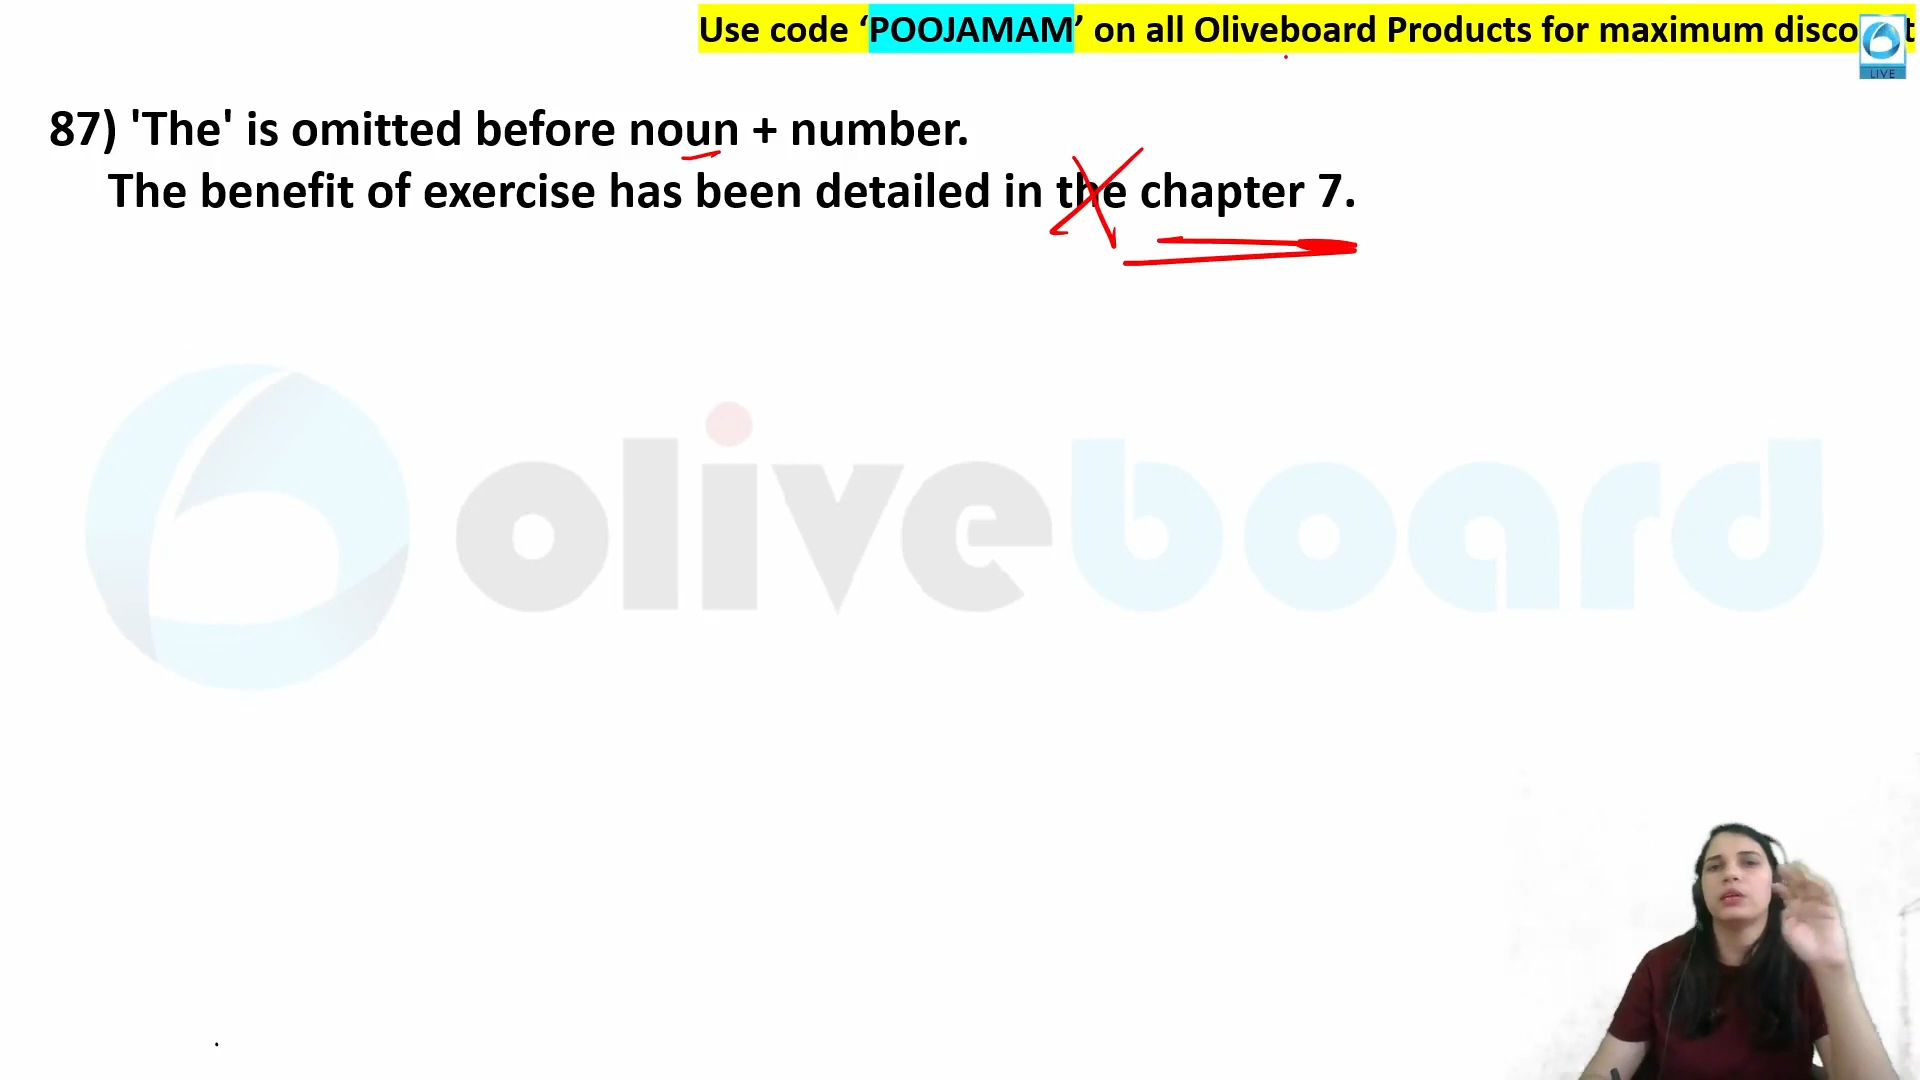 Use code ‘POOJAMAM’ on all Oliveboard Products for maximum disco t
LIVE
87) 'The' is omitted before noun + number.
The benefit of exercise has been detailed in the chapter 7.
oliveboard